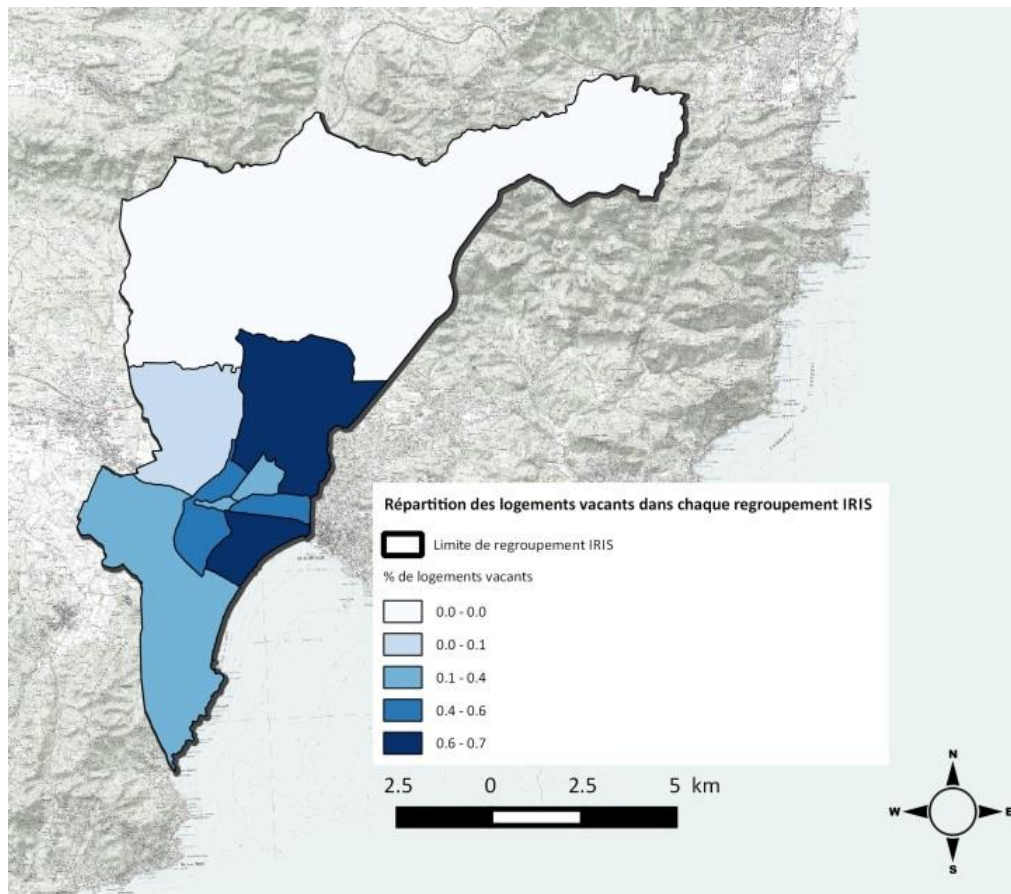 Répartition des logements vacants dans chaque regroupement IRIS
Limite de regroupement IRIS
% de logements vacants
0.0 - 0.0
0.0 - 0.1
0.1 - 0.4
0.4 - 0.6
0.6 - 0.7
2.5 0 2.5 5 km
N
W E
S